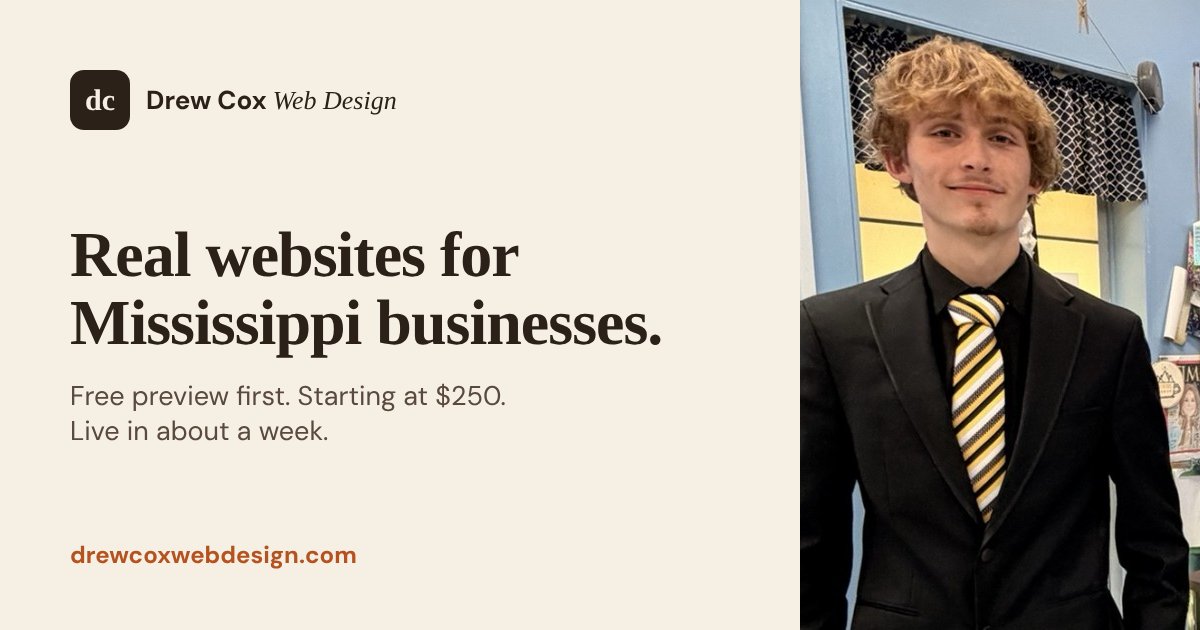 dc
Drew Cox Web Design
Real websites for
Mississippi businesses.
Free preview first. Starting at $250.
Live in about a week.
drewcoxwebdesign.com